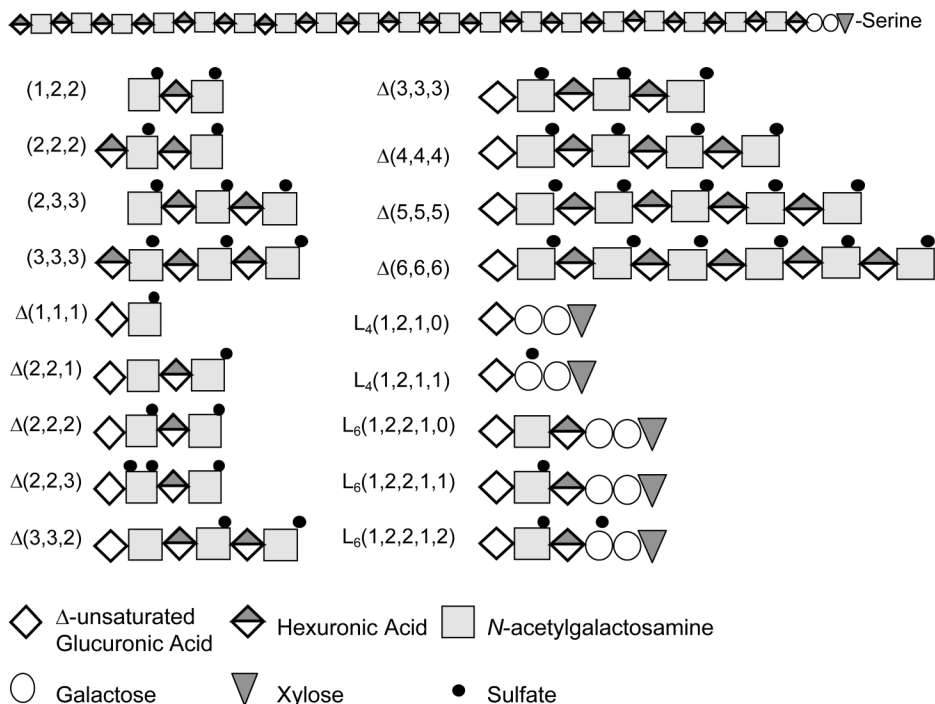 -Serine
(1,2,2)
(2,2,2)
(2,3,3)
(3,3,3)
Δ(1,1,1)
Δ(2,2,1)
Δ(2,2,2)
Δ(2,2,3)
Δ(3,3,2)
Δ(3,3,3)
Δ(4,4,4)
Δ(5,5,5)
Δ(6,6,6)
L₄(1,2,1,0)
L₄(1,2,1,1)
L₆(1,2,2,1,0)
L₆(1,2,2,1,1)
L₆(1,2,2,1,2)
Δ-unsaturated
Glucuronic Acid
Hexuronic Acid
N-acetylgalactosamine
Galactose
Xylose
Sulfate